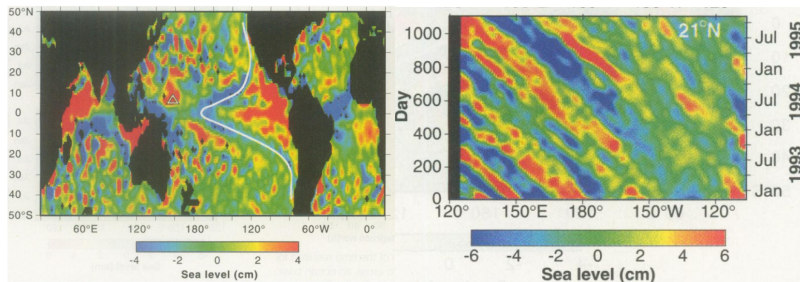 50°N
40
30
20
10
0
10
20
30
40
50°S
60°E
120°
180°
120°
60°W
0°
-4 -2 0 2 4
Sea level (cm)
21°N
Day
1000
800
600
400
200
0
Jul
Jan
Jul
Jan
Jul
Jan
1995
1994
1993
120° 150°E 180° 150°W 120°
-6 -4 -2 0 2 4 6
Sea level (cm)